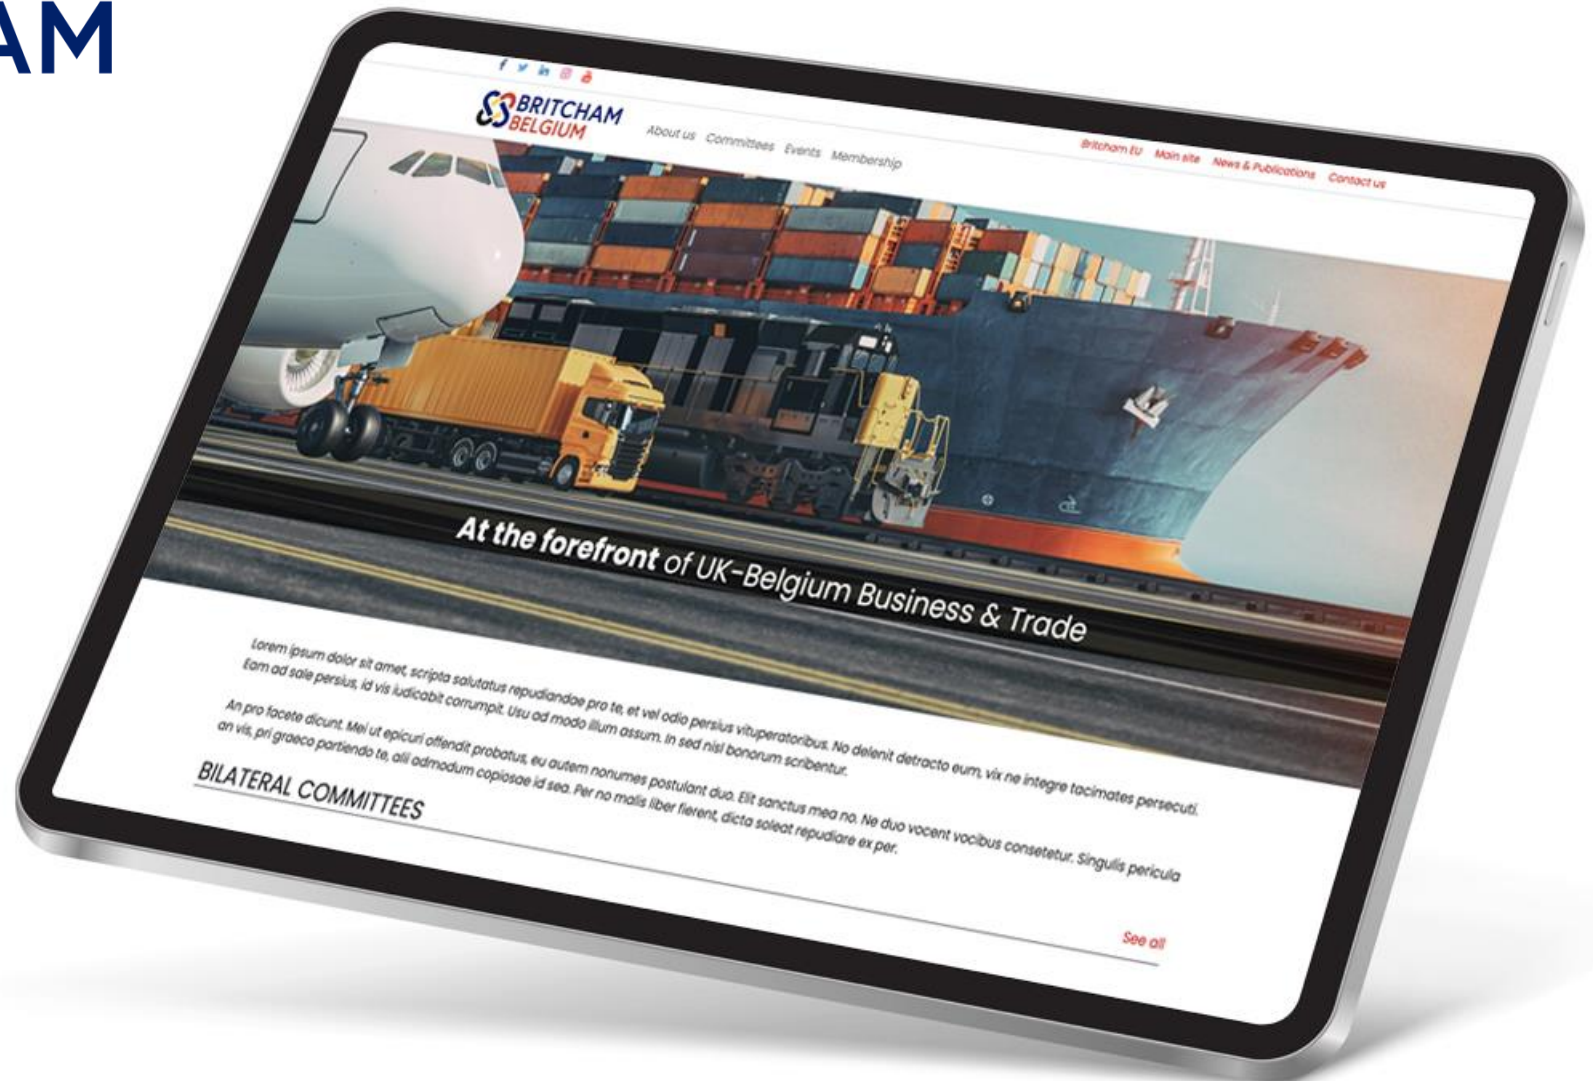 AM
BRITCHAM
BELGIUM
About us Committees Events Membership
Britcham EU Main site News & Publications Contact us
At the forefront of UK-Belgium Business & Trade
Lorem ipsum dolor sit amet, scripta salutatus repudiandae pro te, et vel odio persius vituperatoribus. No delenit detracto eum, vix ne integre tacimates persecuti.
Eam ad sale persius, id vis iudicabit corrumpit. Usu ad modo illum assum. In sed nisl bonorum scribentur.
An pro facete dicunt. Mei ut epicuri offendit probatus, eu autem nonumes postulant duo. Elit sanctus mea no. Ne duo vocent vocibus consetetur. Singulis pericula
an vis, pri graeco partiendo te, alii admodum copiosae id sea. Per no malis liber fierent, dicta soleat repudiare ex per.
BILATERAL COMMITTEES
See all